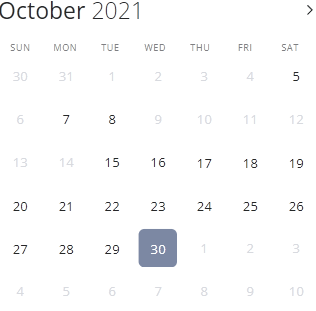 October 2021
SUN MON TUE WED THU FRI SAT
30 31 1 2 3 4 5
6 7 8 9 10 11 12
13 14 15 16 17 18 19
20 21 22 23 24 25 26
27 28 29 30 1 2 3
4 5 6 7 8 9 10